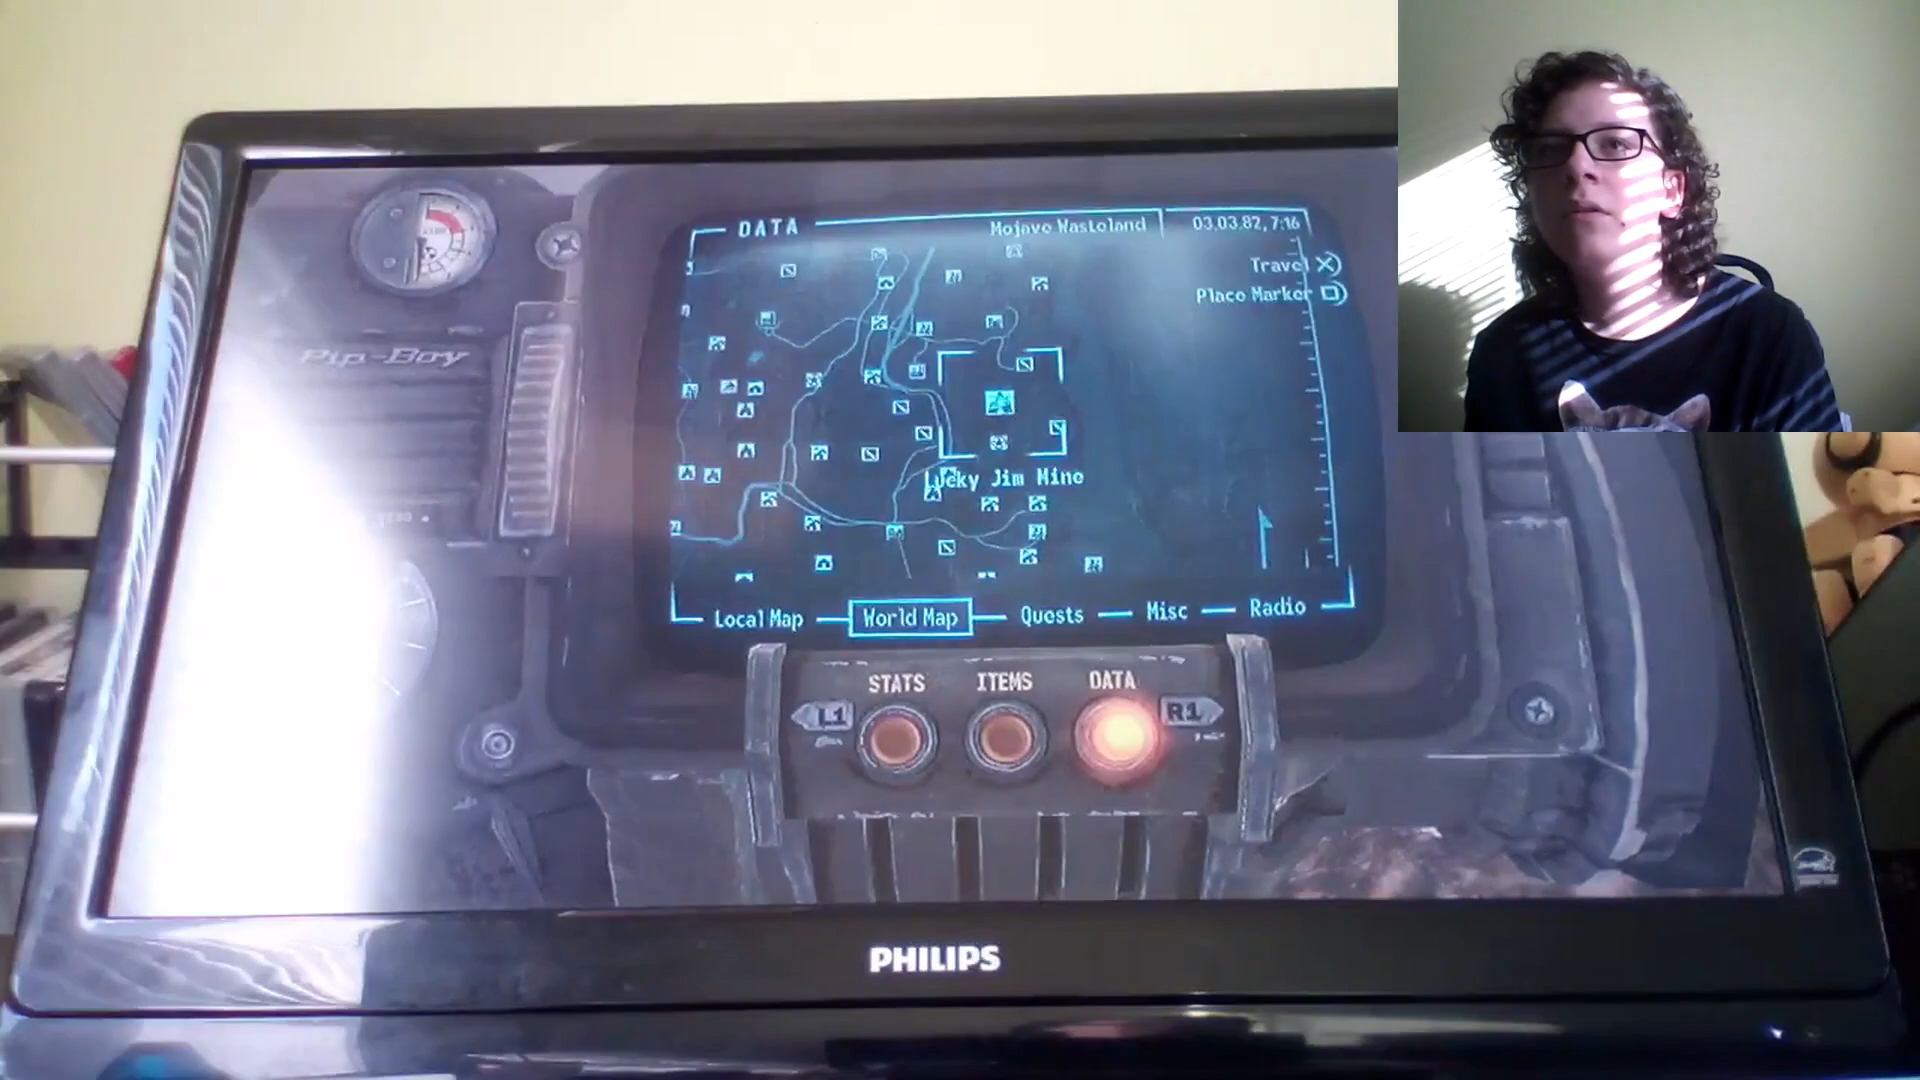 DATA
Mojave Wasteland
03.03.82, 7:16
Travel X
Place Marker
Pip-Boy
Lucky Jim Mine
Local Map
World Map
Quests
Misc
Radio
STATS
ITEMS
DATA
L1
R1
PHILIPS